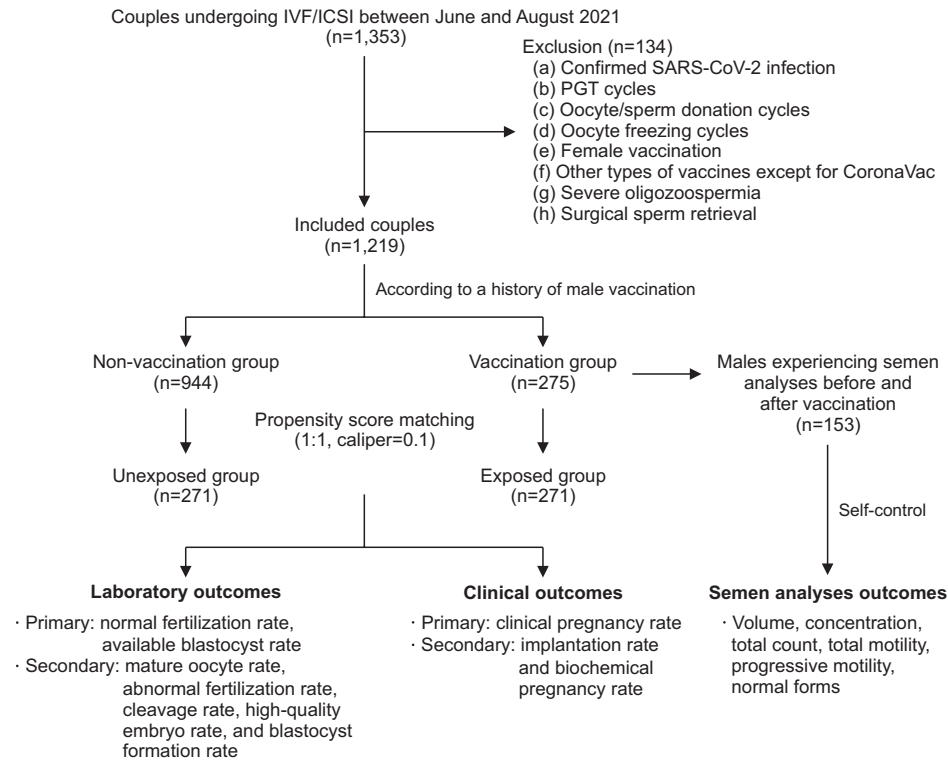 Couples undergoing IVF/ICSI between June and August 2021
(n=1,353)
Exclusion (n=134)
(a) Confirmed SARS-CoV-2 infection
(b) PGT cycles
(c) Oocyte/sperm donation cycles
(d) Oocyte freezing cycles
(e) Female vaccination
(f) Other types of vaccines except for CoronaVac
(g) Severe oligozoospermia
(h) Surgical sperm retrieval
Included couples
(n=1,219)
According to a history of male vaccination
Non-vaccination group
(n=944)
Vaccination group
(n=275)
Males experiencing semen
analyses before and
after vaccination
(n=153)
Propensity score matching
(1:1, caliper=0.1)
Unexposed group
(n=271)
Exposed group
(n=271)
Self-control
Laboratory outcomes
· Primary: normal fertilization rate,
available blastocyst rate
· Secondary: mature oocyte rate,
abnormal fertilization rate,
cleavage rate, high-quality
embryo rate, and blastocyst
formation rate
Clinical outcomes
· Primary: clinical pregnancy rate
· Secondary: implantation rate
and biochemical
pregnancy rate
Semen analyses outcomes
· Volume, concentration,
total count, total motility,
progressive motility,
normal forms